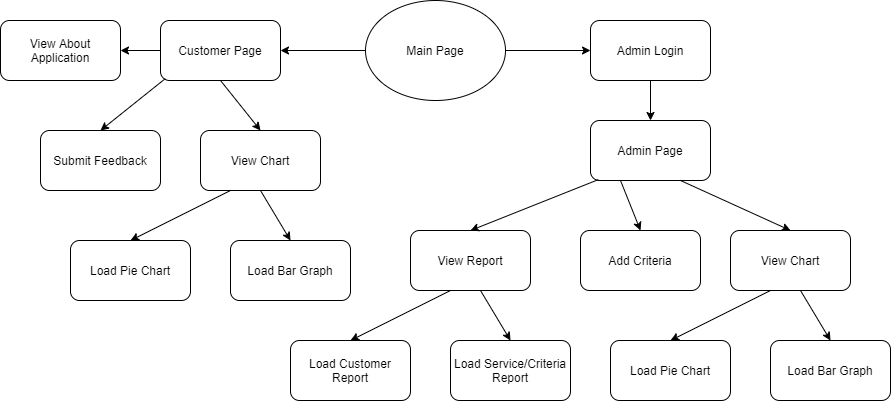 View About
Application
Customer Page
Main Page
Admin Login
Submit Feedback
View Chart
Admin Page
Load Pie Chart
Load Bar Graph
View Report
Add Criteria
View Chart
Load Customer
Report
Load Service/Criteria
Report
Load Pie Chart
Load Bar Graph